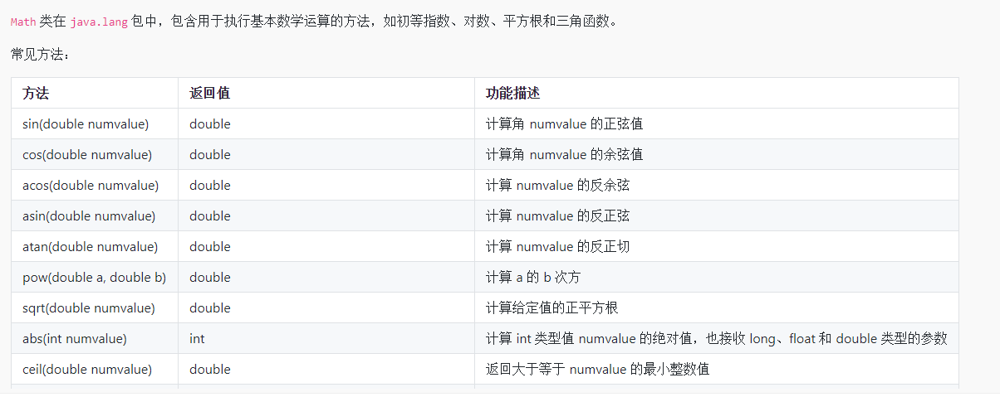 Math 类在 java.lang 包中，包含用于执行基本数学运算的方法，如初等指数、对数、平方根和三角函数。
常见方法：
方法 返回值 功能描述
sin(double numvalue) double 计算角 numvalue 的正弦值
cos(double numvalue) double 计算角 numvalue 的余弦值
acos(double numvalue) double 计算 numvalue 的反余弦
asin(double numvalue) double 计算 numvalue 的反正弦
atan(double numvalue) double 计算 numvalue 的反正切
pow(double a, double b) double 计算 a 的 b 次方
sqrt(double numvalue) double 计算给定值的正平方根
abs(int numvalue) int 计算 int 类型值 numvalue 的绝对值，也接收 long、float 和 double 类型的参数
ceil(double numvalue) double 返回大于等于 numvalue 的最小整数值